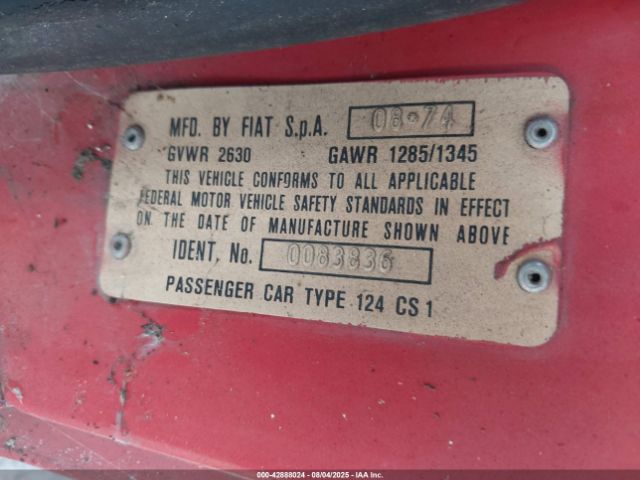 MFD. BY FIAT S.p.A. 08-74
GVWR 2630 GAWR 1285/1345
THIS VEHICLE CONFORMS TO ALL APPLICABLE
FEDERAL MOTOR VEHICLE SAFETY STANDARDS IN EFFECT
ON THE DATE OF MANUFACTURE SHOWN ABOVE
IDENT. No. 0083836
PASSENGER CAR TYPE 124 CS1
000-42888024 - 08/04/2025 - IAA Inc.